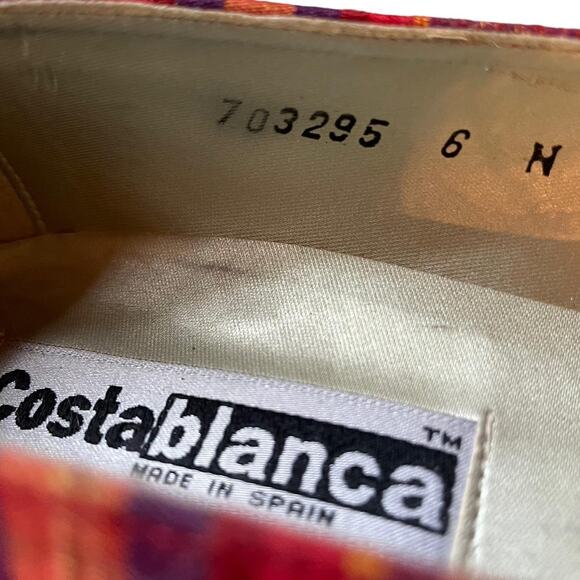 703295 6 N
Costablanca™
MADE IN SPAIN